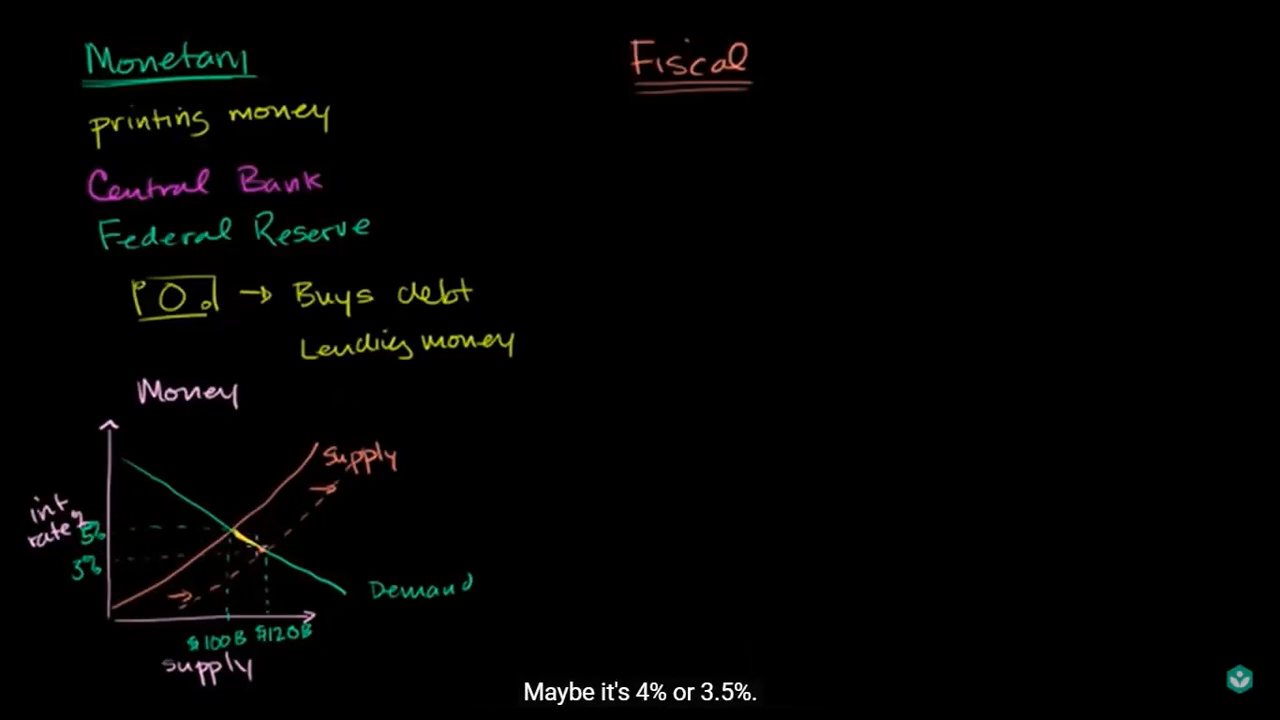 Monetary
Fiscal
printing money
Central Bank
Federal Reserve
Buys debt
Lending money
Money
supply
int
rate %
5%
3%
Demand
$100B $120B
supply
Maybe it's 4% or 3.5%.